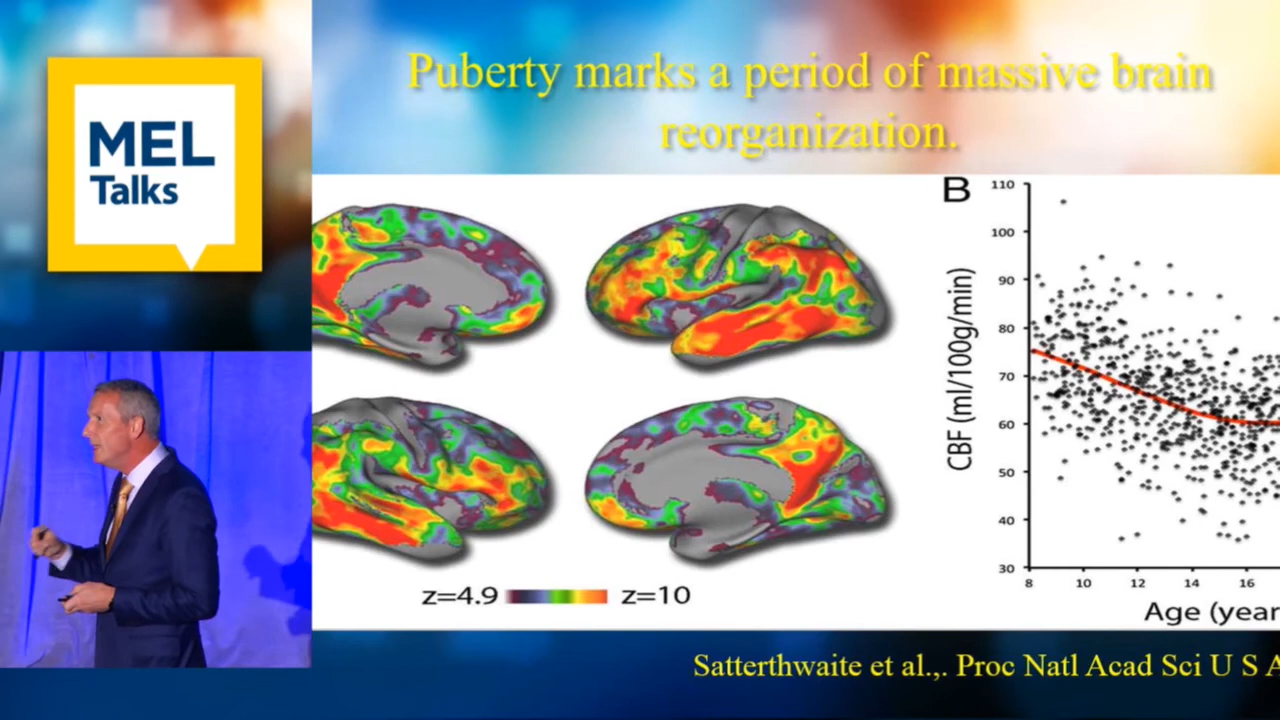 MEL
Talks
Puberty marks a period of massive brain
reorganization.
z=4.9
z=10
B
110
100
90
80
70
60
50
40
30
CBF (ml/100g/min)
8 10 12 14 16
Age (year
Satterthwaite et al.,. Proc Natl Acad Sci U S A